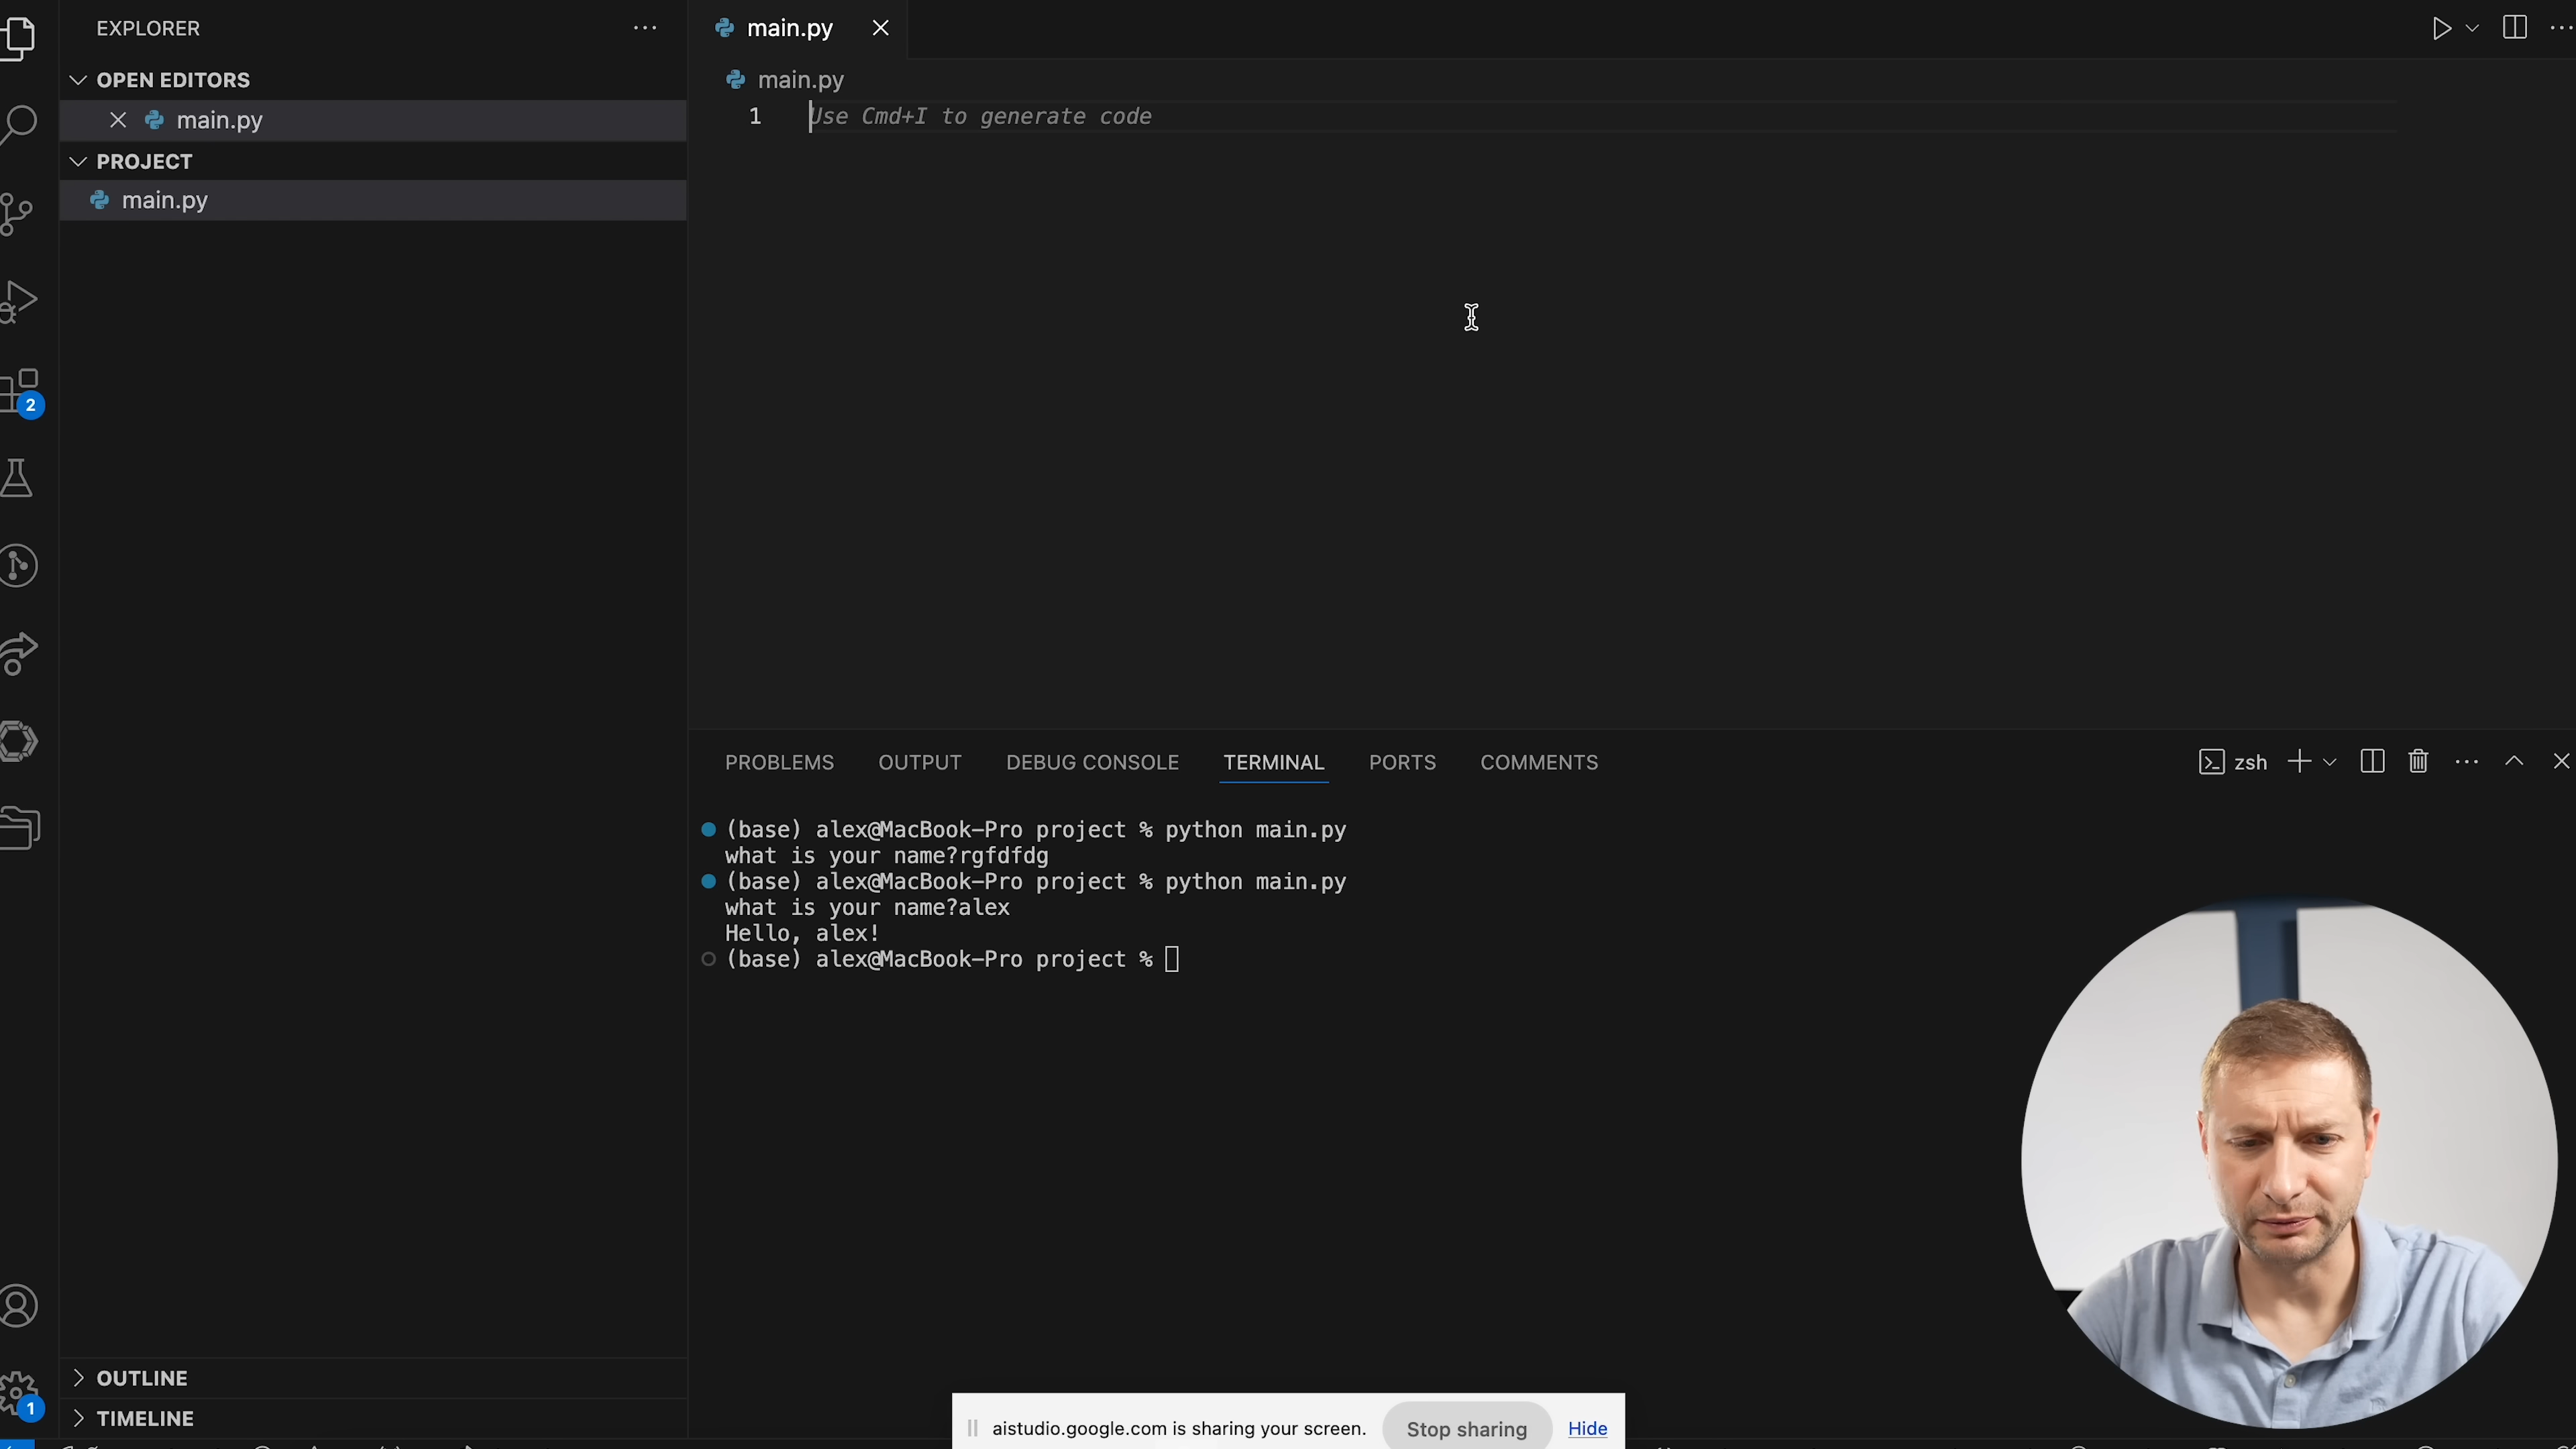 EXPLORER
OPEN EDITORS
main.py
PROJECT
main.py
2
1
OUTLINE
TIMELINE
main.py
main.py
1 Use Cmd+I to generate code
PROBLEMS OUTPUT DEBUG CONSOLE TERMINAL PORTS COMMENTS
zsh
(base) alex@MacBook-Pro project % python main.py
what is your name?rgfdfdg
(base) alex@MacBook-Pro project % python main.py
what is your name?alex
Hello, alex!
(base) alex@MacBook-Pro project %
aistudio.google.com is sharing your screen. Stop sharing Hide